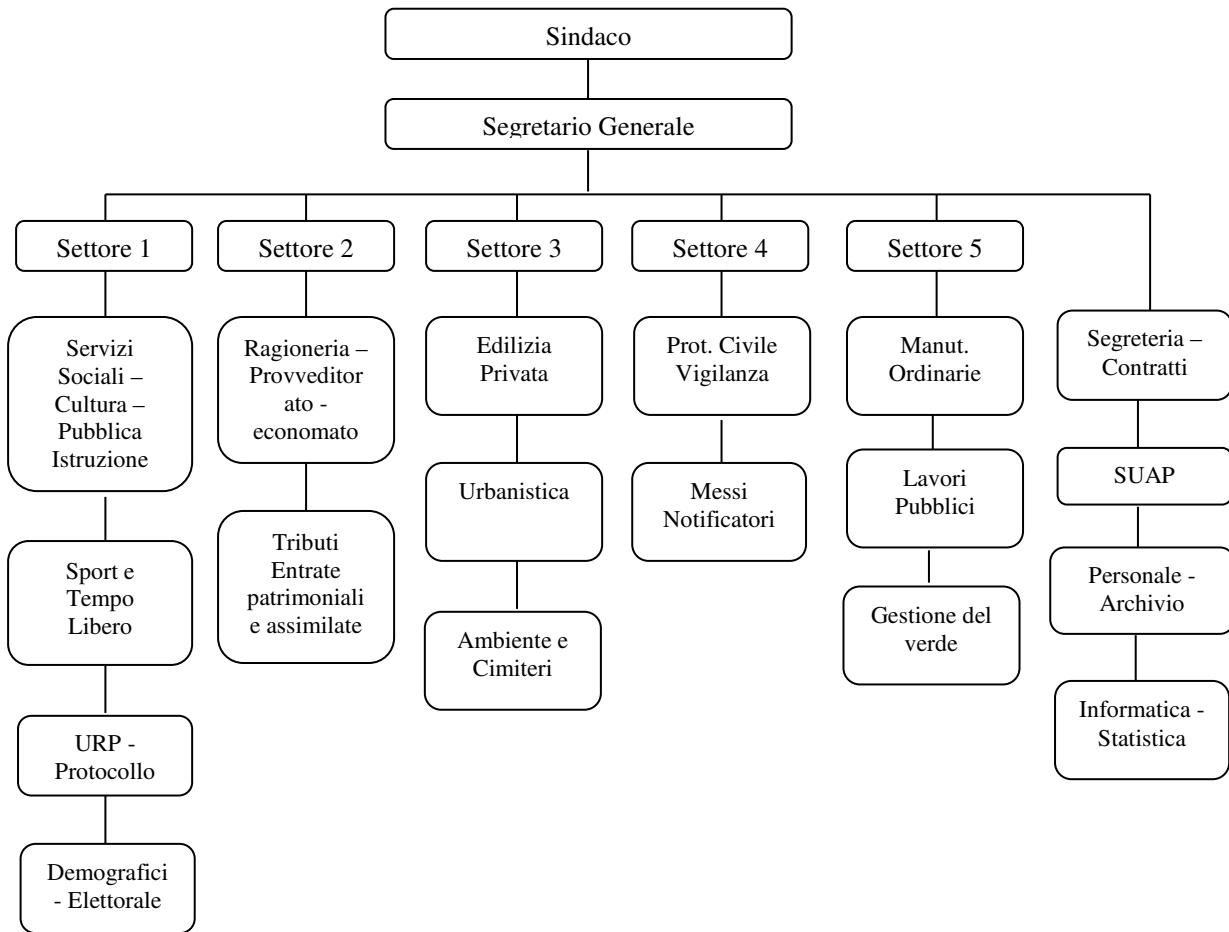 Sindaco
Segretario Generale
Settore 1
Settore 2
Settore 3
Settore 4
Settore 5
Servizi
Sociali –
Cultura –
Pubblica
Istruzione
Sport e
Tempo
Libero
URP -
Protocollo
Demografici
- Elettorale
Ragioneria –
Provveditor
ato -
economato
Tributi
Entrate
patrimoniali
e assimilate
Edilizia
Privata
Urbanistica
Ambiente e
Cimiteri
Prot. Civile
Vigilanza
Messi
Notificatori
Manut.
Ordinarie
Lavori
Pubblici
Gestione del
verde
Segreteria –
Contratti
SUAP
Personale -
Archivio
Informatica -
Statistica